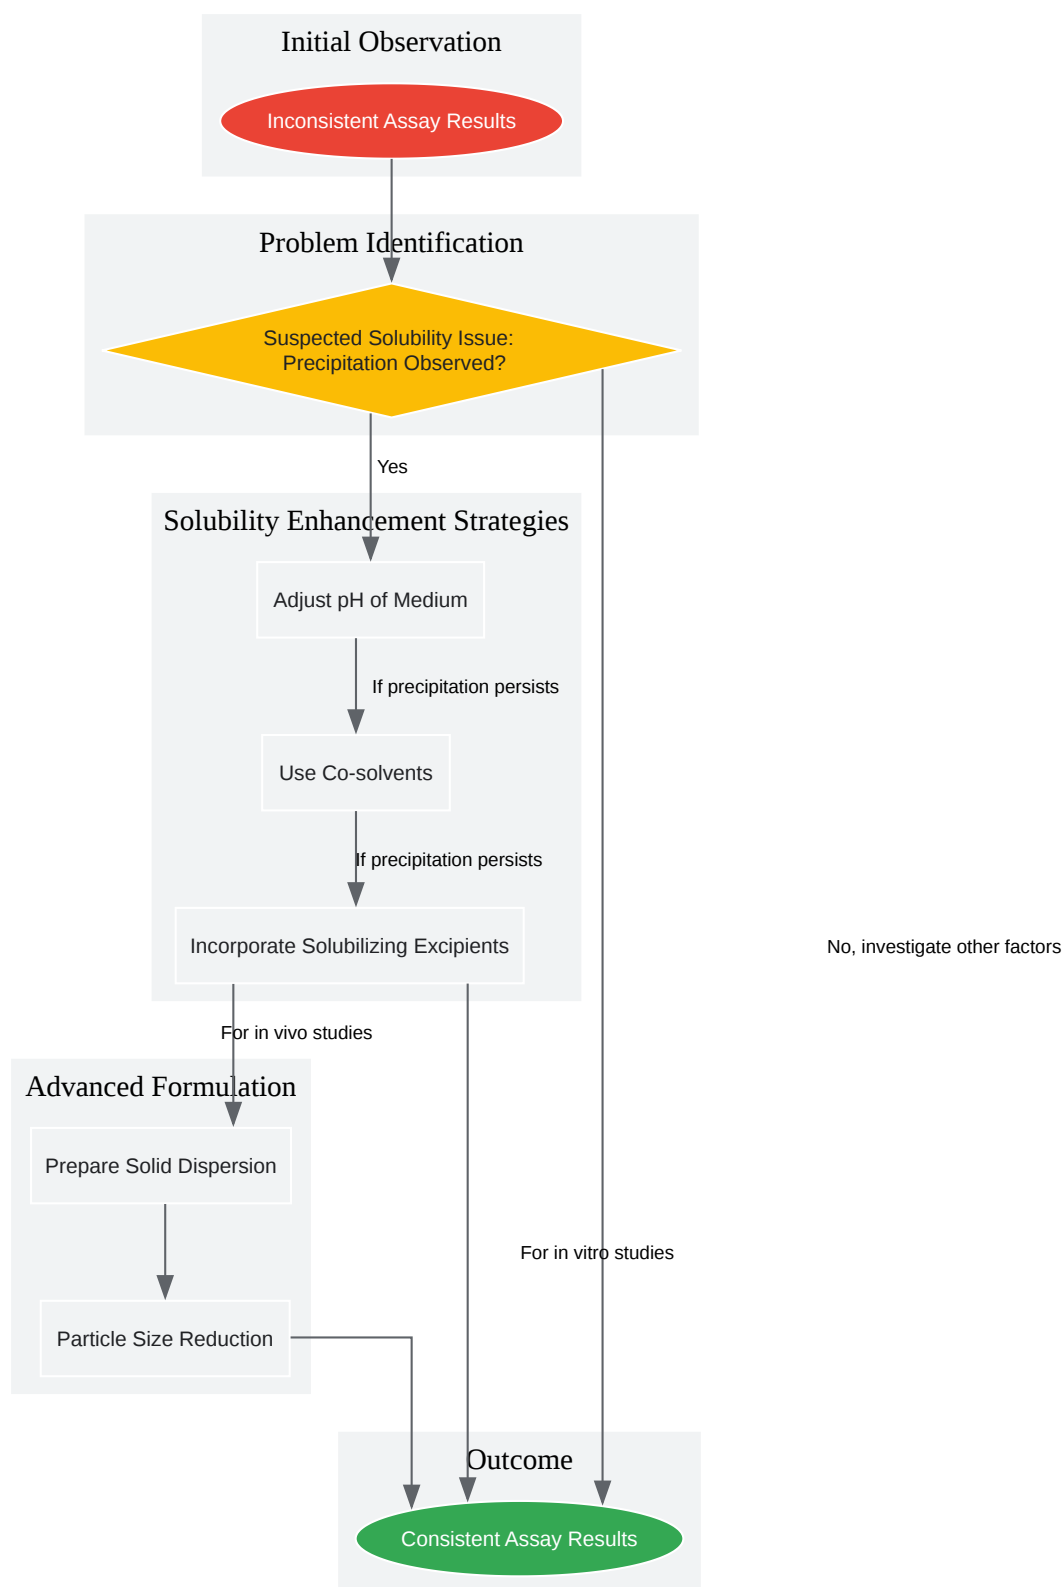 Initial Observation
Inconsistent Assay Results
Problem Identification
Suspected Solubility Issue:
Precipitation Observed?
Yes
Solubility Enhancement Strategies
Adjust pH of Medium
If precipitation persists
Use Co-solvents
If precipitation persists
Incorporate Solubilizing Excipients
No, investigate other factors
For in vivo studies
Advanced Formulation
Prepare Solid Dispersion
For in vitro studies
Particle Size Reduction
Outcome
Consistent Assay Results